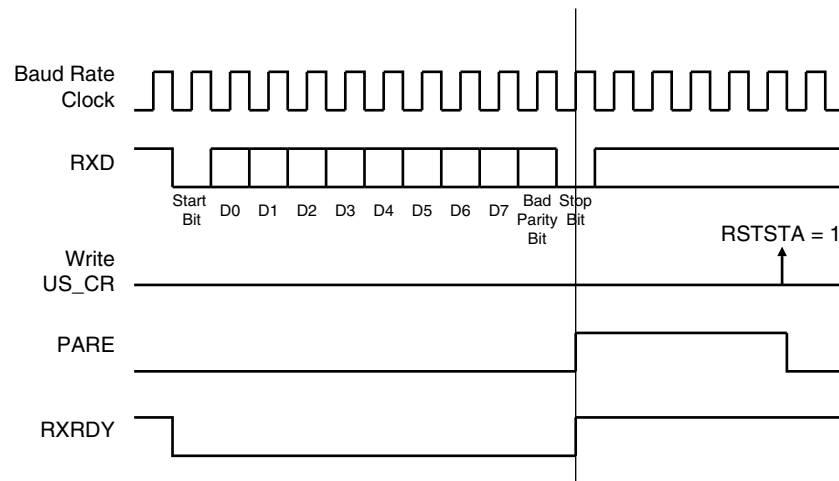 Baud Rate
Clock
RXD
Start
Bit
D0 D1 D2 D3 D4 D5 D6 D7
Bad
Parity
Bit
Stop
Bit
RSTSTA = 1
Write
US_CR
PARE
RXRDY